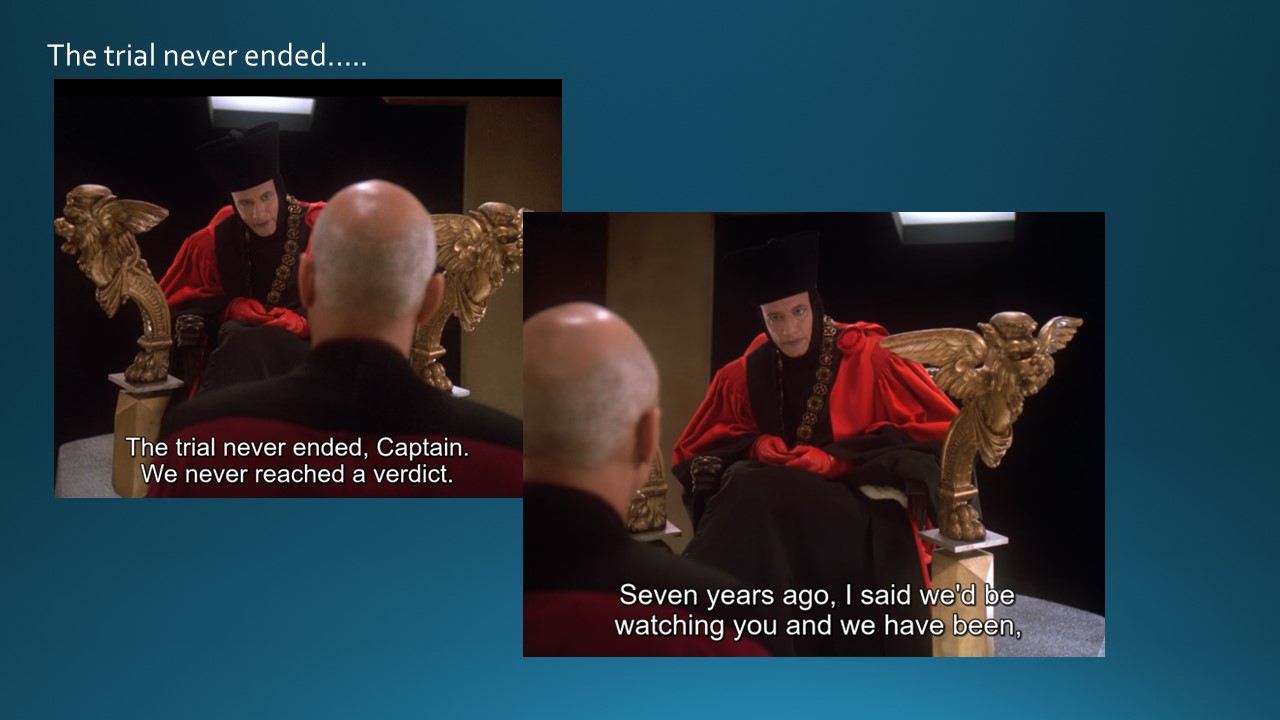 The trial never ended.....
The trial never ended, Captain.
We never reached a verdict.
Seven years ago, I said we'd be
watching you and we have been,